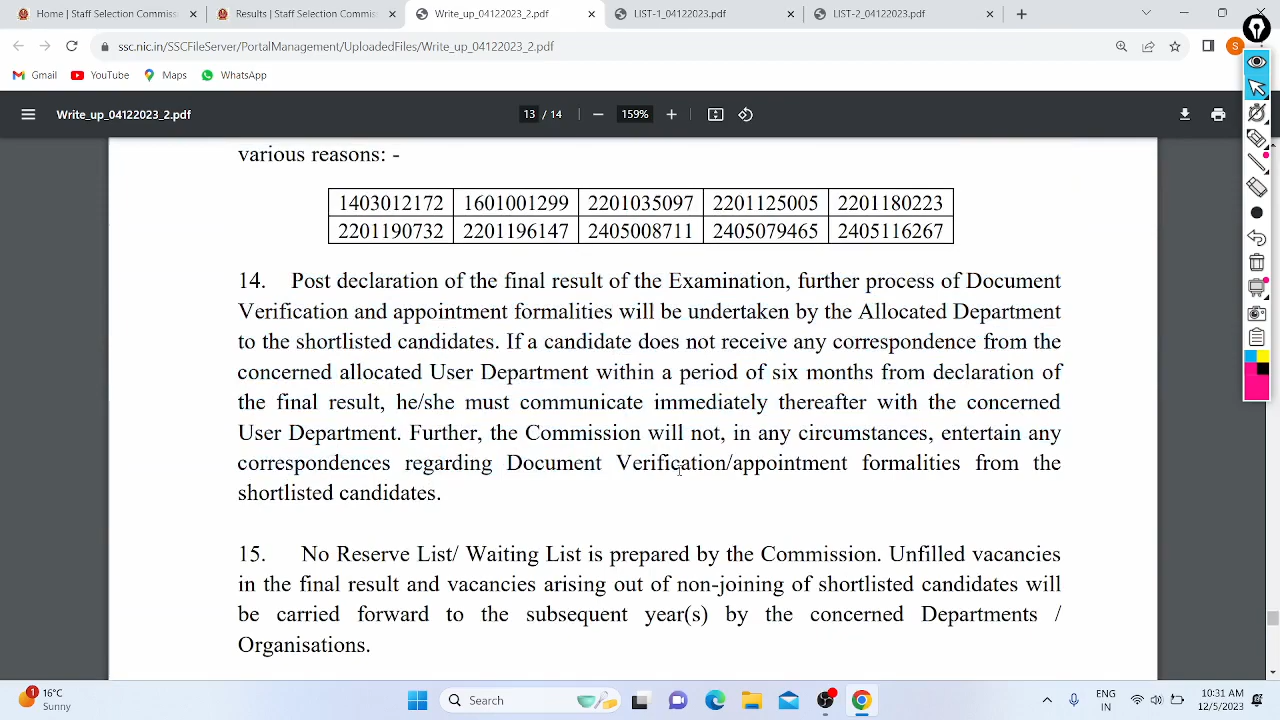 Home | Staff Selection Commission
Results | Staff Selection Commis
Write_up_04122023_2.pdf
LIST-1_04122023.pdf
LIST-2_04122023.pdf
ssc.nic.in/SSCFileServer/PortalManagement/UploadedFiles/Write_up_04122023_2.pdf
S
Gmail
YouTube
Maps
WhatsApp
Write_up_04122023_2.pdf
13 / 14
159%
various reasons: -
1403012172 1601001299 2201035097 2201125005 2201180223
2201190732 2201196147 2405008711 2405079465 2405116267
14. Post declaration of the final result of the Examination, further process of Document
Verification and appointment formalities will be undertaken by the Allocated Department
to the shortlisted candidates. If a candidate does not receive any correspondence from the
concerned allocated User Department within a period of six months from declaration of
the final result, he/she must communicate immediately thereafter with the concerned
User Department. Further, the Commission will not, in any circumstances, entertain any
correspondences regarding Document Verification/appointment formalities from the
shortlisted candidates.
15. No Reserve List/ Waiting List is prepared by the Commission. Unfilled vacancies
in the final result and vacancies arising out of non-joining of shortlisted candidates will
be carried forward to the subsequent year(s) by the concerned Departments /
Organisations.
1
16°C
Sunny
Search
ENG
IN
10:31 AM
12/5/2023